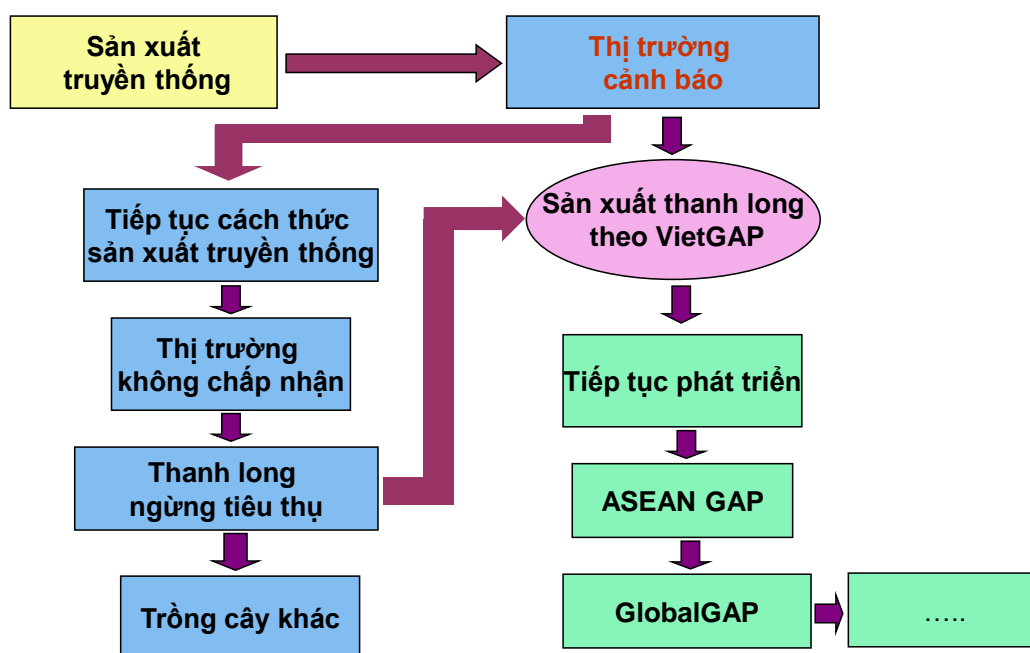 Sản xuất
truyền thống
Thị trường
cảnh báo
Tiếp tục cách thức
sản xuất truyền thống
Sản xuất thanh long
theo VietGAP
Thị trường
không chấp nhận
Tiếp tục phát triển
Thanh long
ngừng tiêu thụ
ASEAN GAP
Trồng cây khác
GlobalGAP
…..